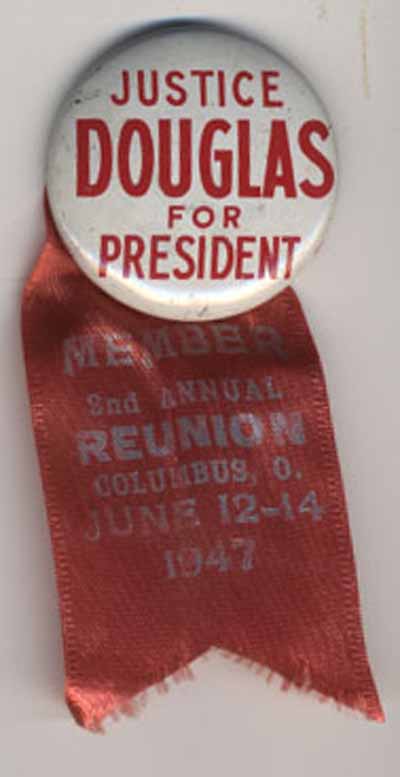 JUSTICE
DOUGLAS
FOR
PRESIDENT
MEMBER
2nd ANNUAL
REUNION
COLUMBUS, O.
JUNE 12-14
1947